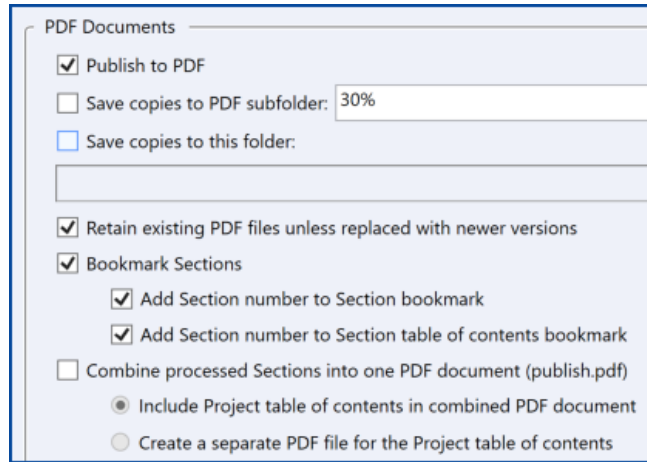 PDF Documents
Publish to PDF
Save copies to PDF subfolder: 30%
Save copies to this folder:
Retain existing PDF files unless replaced with newer versions
Bookmark Sections
Add Section number to Section bookmark
Add Section number to Section table of contents bookmark
Combine processed Sections into one PDF document (publish.pdf)
Include Project table of contents in combined PDF document
Create a separate PDF file for the Project table of contents